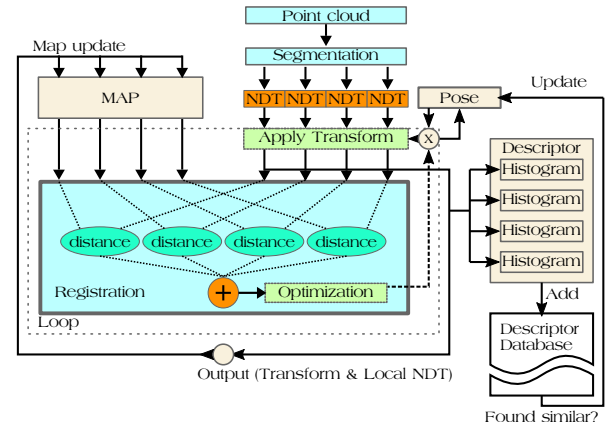 Point cloud
Map update
Segmentation
Update
MAP
NDT NDT NDT NDT
Pose
Apply Transform
X
Descriptor
Histogram
Histogram
Histogram
Histogram
distance distance distance distance
Registration
+
Optimization
Loop
Add
Descriptor
Database
Output (Transform & Local NDT)
Found similar?